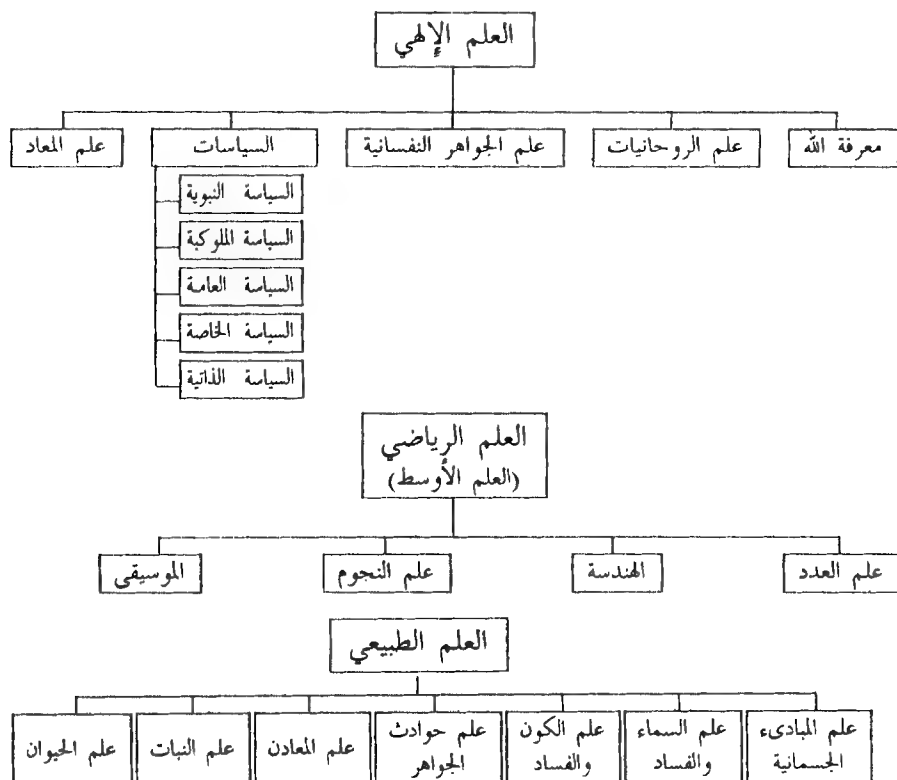 العلم الإلهي
معرفة الله
علم الروحانيات
علم الجواهر النفسانية
السياسات
علم المعاد
السياسة النبوية
السياسة الملوكية
السياسة العامة
السياسة الخاصة
السياسة الذاتية
العلم الرياضي
(العلم الأوسط)
علم العدد
الهندسة
علم النجوم
الموسيقى
العلم الطبيعي
علم المبادىء
الجسمانية
علم السماء
والفساد
علم الكون
والفساد
علم حوادث
الجواهر
علم المعادن
علم النبات
علم الحيوان